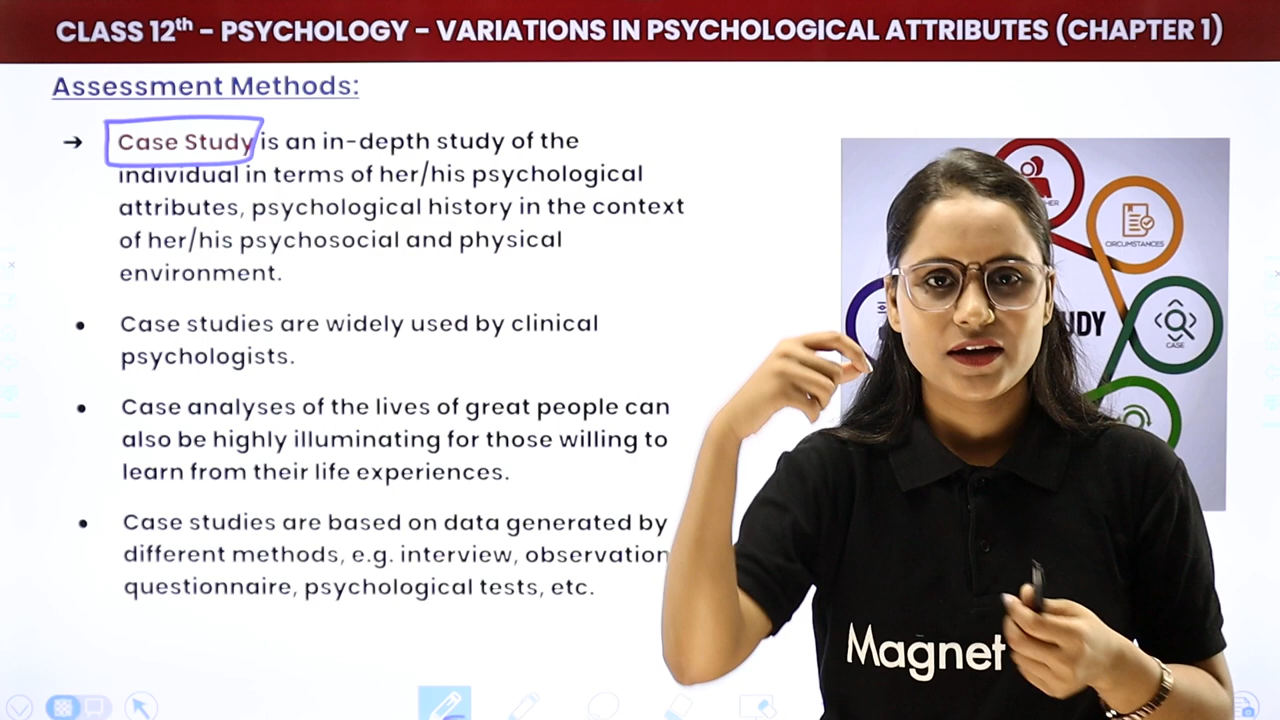 CLASS 12th – PSYCHOLOGY – VARIATIONS IN PSYCHOLOGICAL ATTRIBUTES (CHAPTER 1)
Assessment Methods:
➔ Case Study is an in-depth study of the
individual in terms of her/his psychological
attributes, psychological history in the context
of her/his psychosocial and physical
environment.
• Case studies are widely used by clinical
psychologists.
• Case analyses of the lives of great people can
also be highly illuminating for those willing to
learn from their life experiences.
• Case studies are based on data generated by
different methods, e.g. interview, observation
questionnaire, psychological tests, etc.
CIRCUMSTANCES
CASE
Magnet